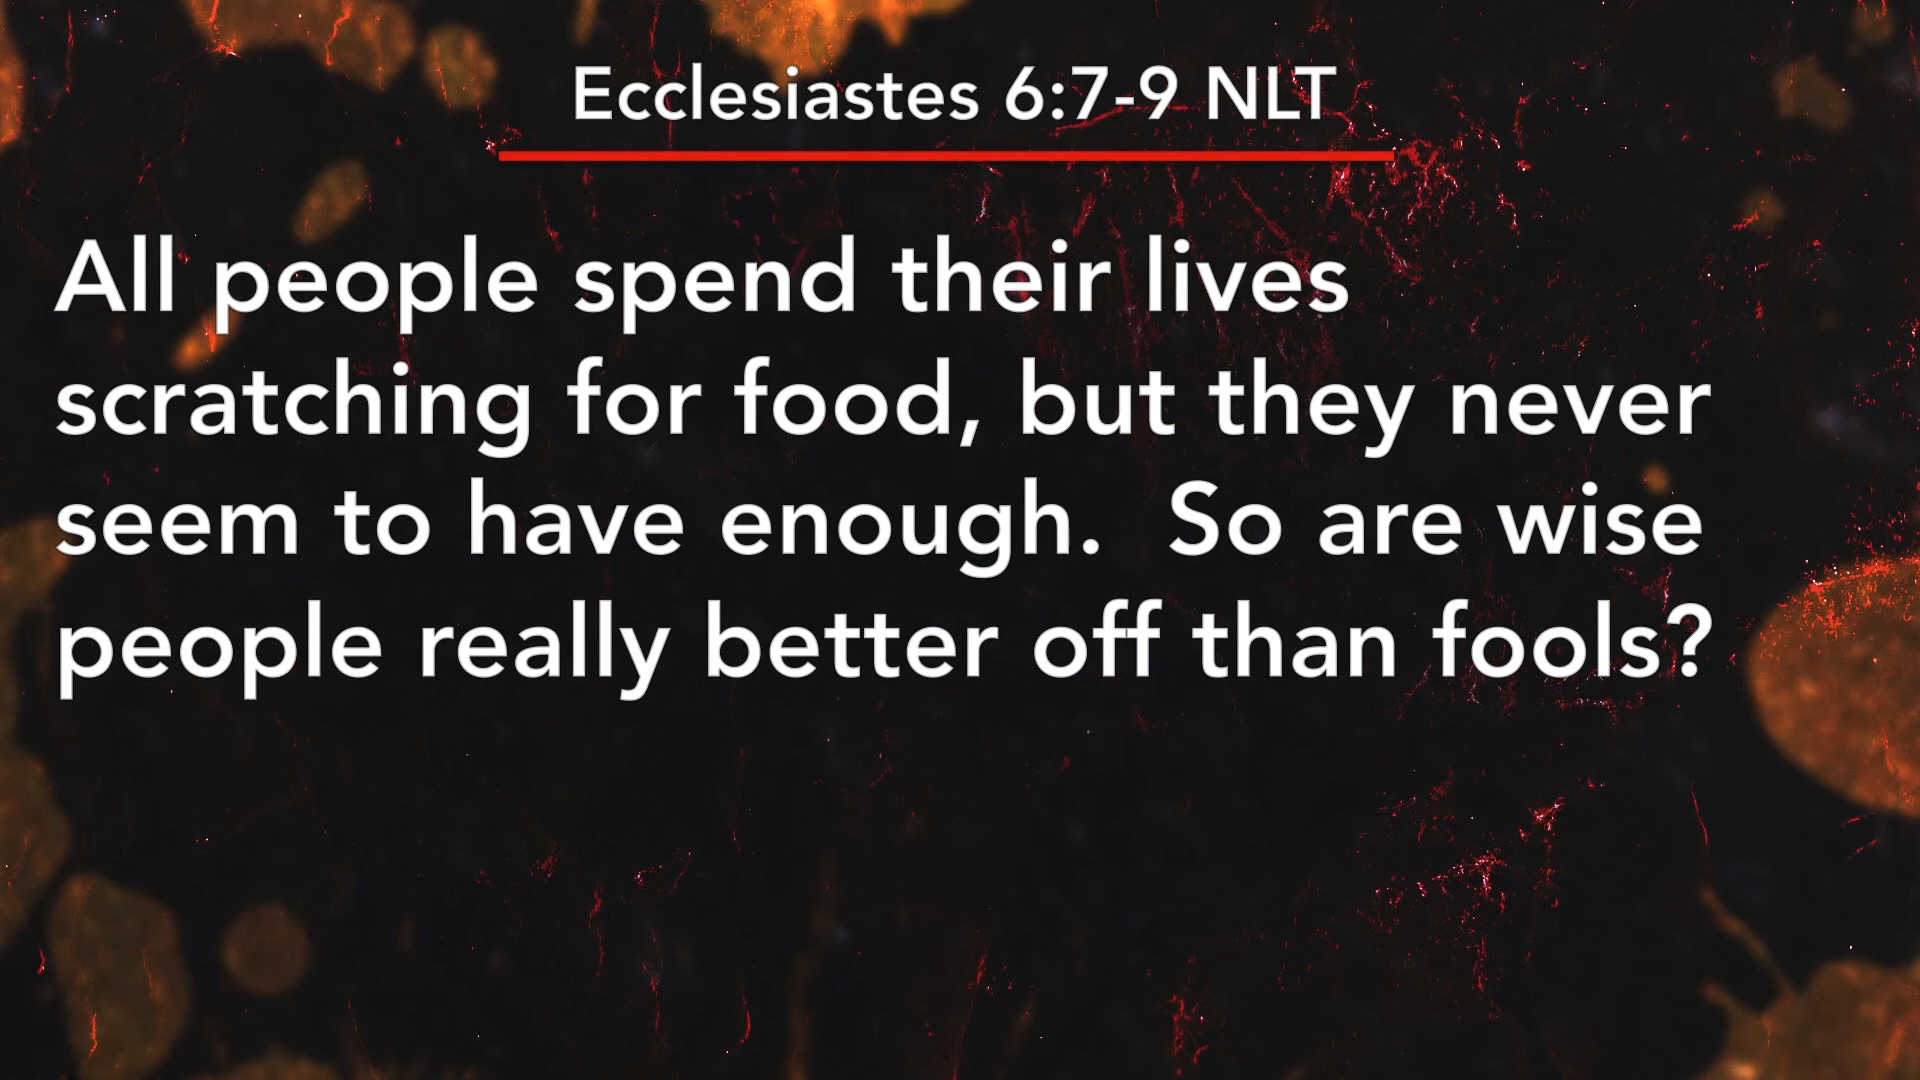 Ecclesiastes 6:7-9 NLT
All people spend their lives
scratching for food, but they never
seem to have enough.  So are wise
people really better off than fools?